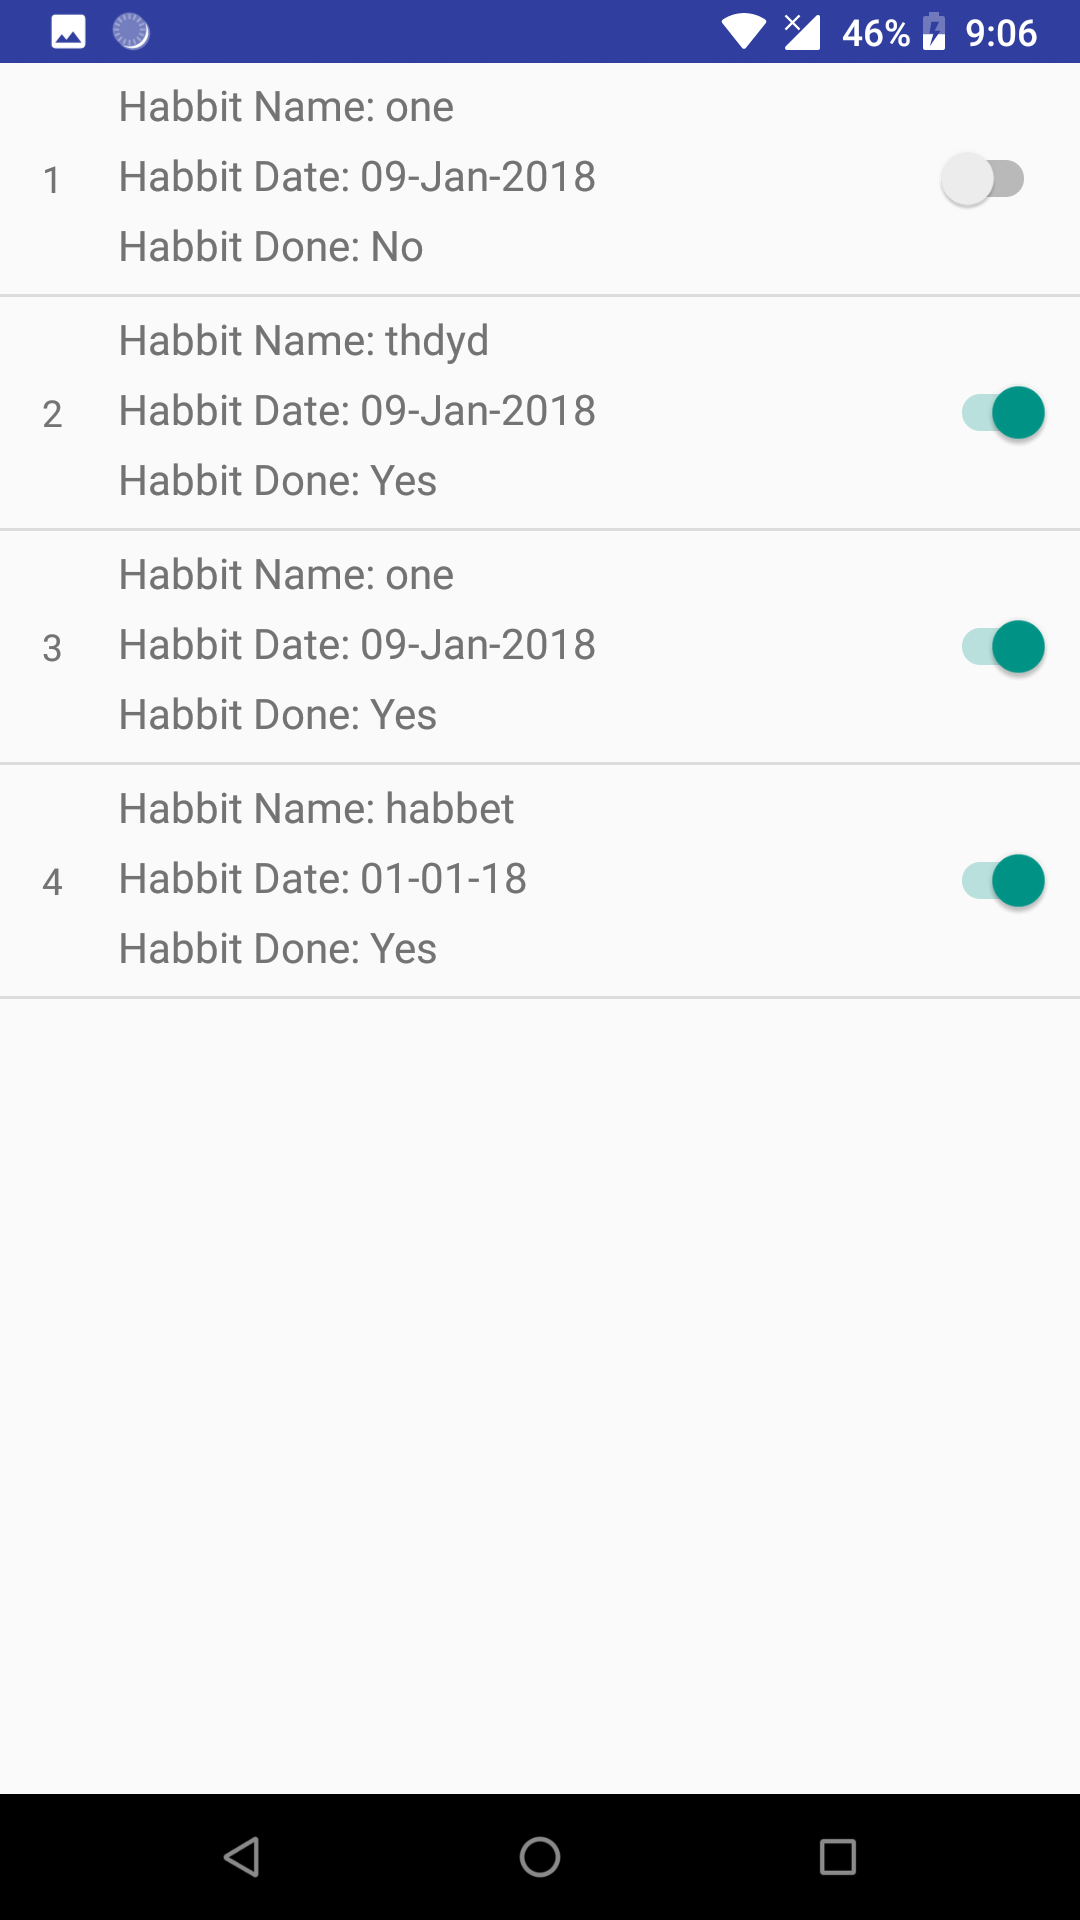 46% 9:06
Habbit Name: one
1
Habbit Date: 09-Jan-2018
Habbit Done: No
Habbit Name: thdyd
2
Habbit Date: 09-Jan-2018
Habbit Done: Yes
Habbit Name: one
3
Habbit Date: 09-Jan-2018
Habbit Done: Yes
Habbit Name: habbet
4
Habbit Date: 01-01-18
Habbit Done: Yes